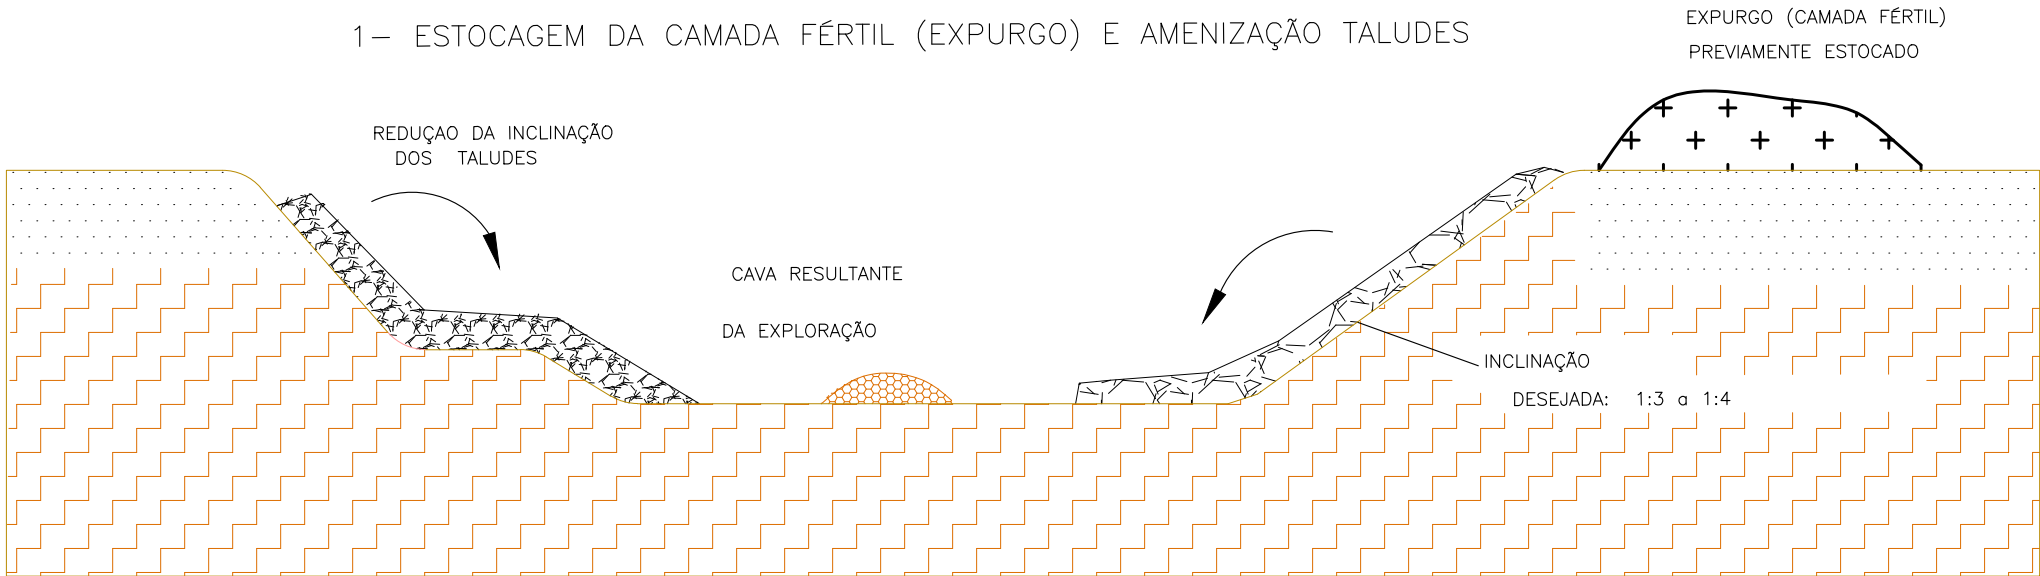 1- ESTOCAGEM DA CAMADA FÉRTIL (EXPURGO) E AMENIZAÇÃO TALUDES
EXPURGO (CAMADA FÉRTIL)
PREVIAMENTE ESTOCADO
REDUÇAO DA INCLINAÇÃO
DOS TALUDES
CAVA RESULTANTE
DA EXPLORAÇÃO
INCLINAÇÃO
DESEJADA: 1:3 a 1:4